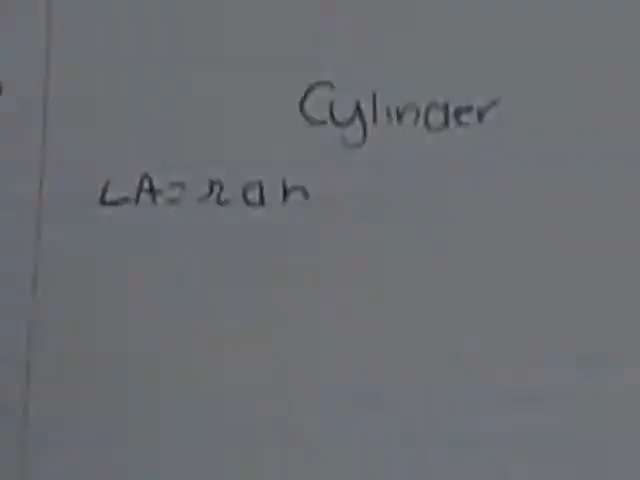 Cylinder
LA = π d h